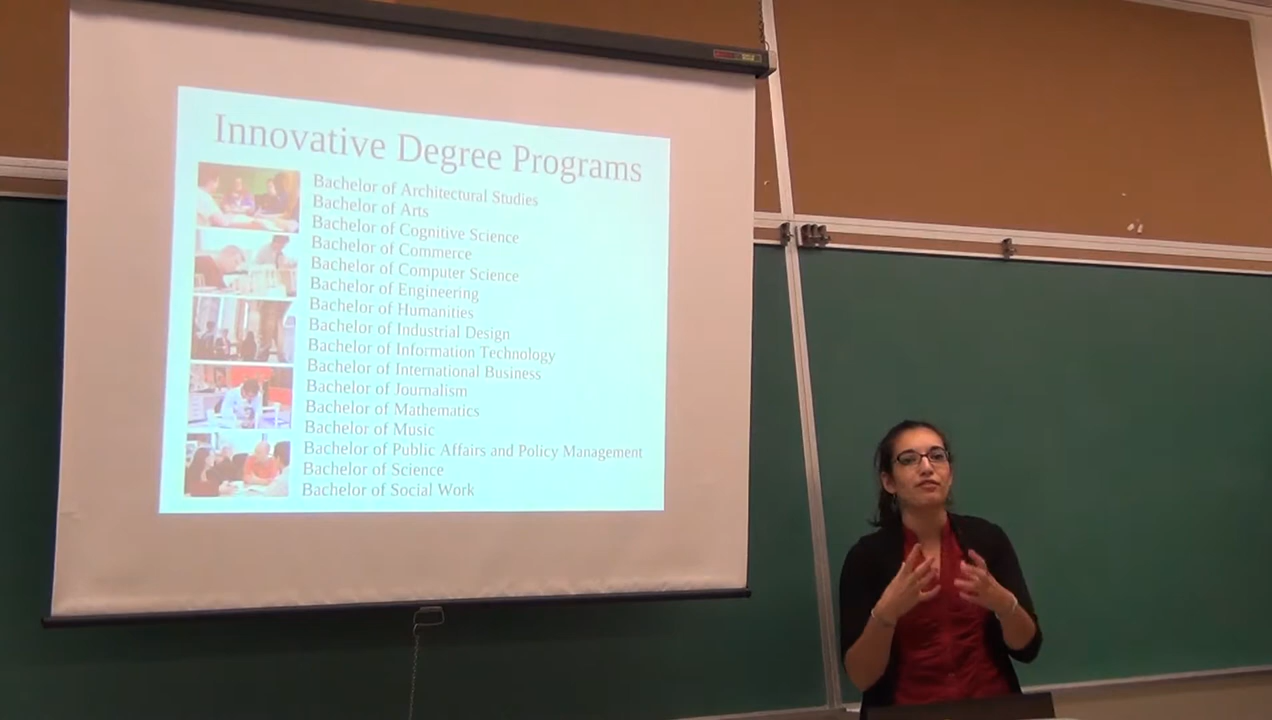 Innovative Degree Programs
Bachelor of Architectural Studies
Bachelor of Arts
Bachelor of Cognitive Science
Bachelor of Commerce
Bachelor of Computer Science
Bachelor of Engineering
Bachelor of Humanities
Bachelor of Industrial Design
Bachelor of Information Technology
Bachelor of International Business
Bachelor of Journalism
Bachelor of Mathematics
Bachelor of Music
Bachelor of Public Affairs and Policy Management
Bachelor of Science
Bachelor of Social Work